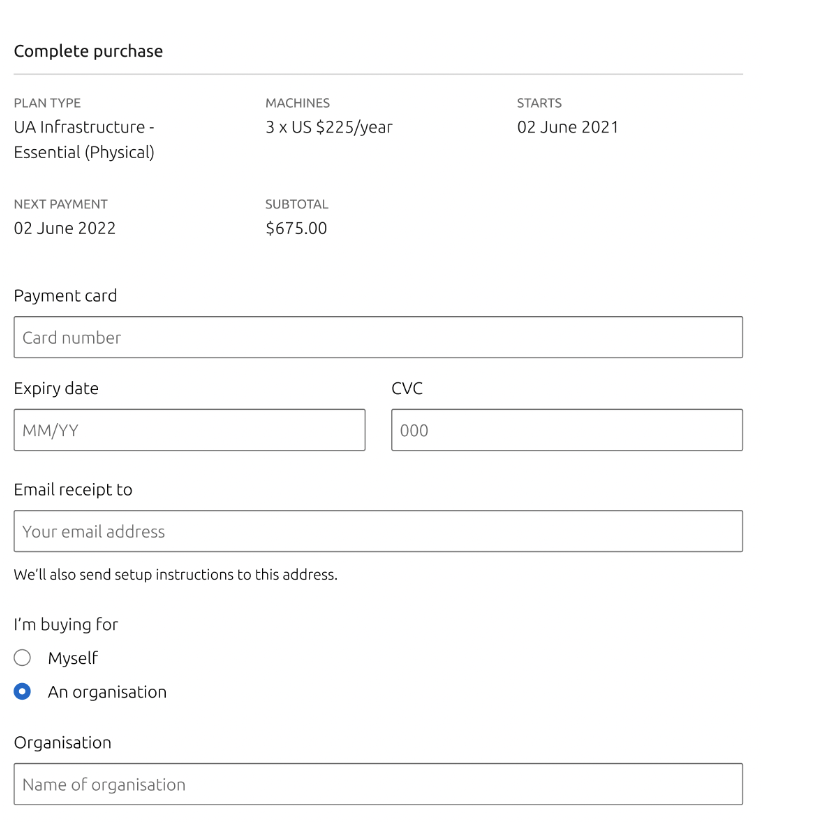 Complete purchase
PLAN TYPE
UA Infrastructure -
Essential (Physical)
MACHINES
3 x US $225/year
STARTS
02 June 2021
NEXT PAYMENT
02 June 2022
SUBTOTAL
$675.00
Payment card
Card number
Expiry date
MM/YY
CVC
000
Email receipt to
Your email address
We'll also send setup instructions to this address.
I'm buying for
Myself
An organisation
Organisation
Name of organisation